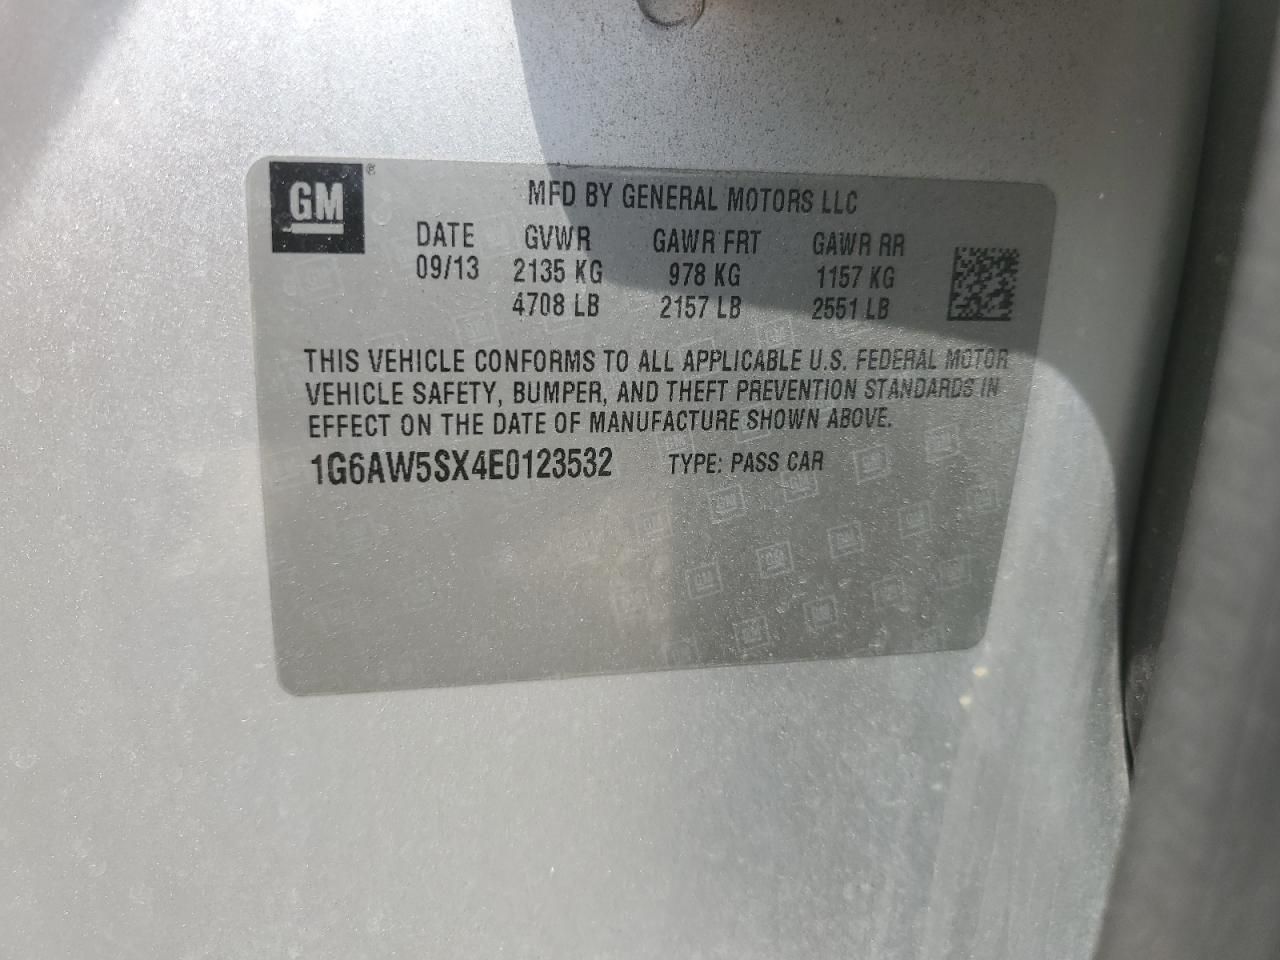 GM®
MFD BY GENERAL MOTORS LLC
DATE GVWR GAWR FRT GAWR RR
09/13 2135 KG 978 KG 1157 KG
4708 LB 2157 LB 2551 LB
THIS VEHICLE CONFORMS TO ALL APPLICABLE U.S. FEDERAL MOTOR
VEHICLE SAFETY, BUMPER, AND THEFT PREVENTION STANDARDS IN
EFFECT ON THE DATE OF MANUFACTURE SHOWN ABOVE.
1G6AW5SX4E0123532 TYPE: PASS CAR